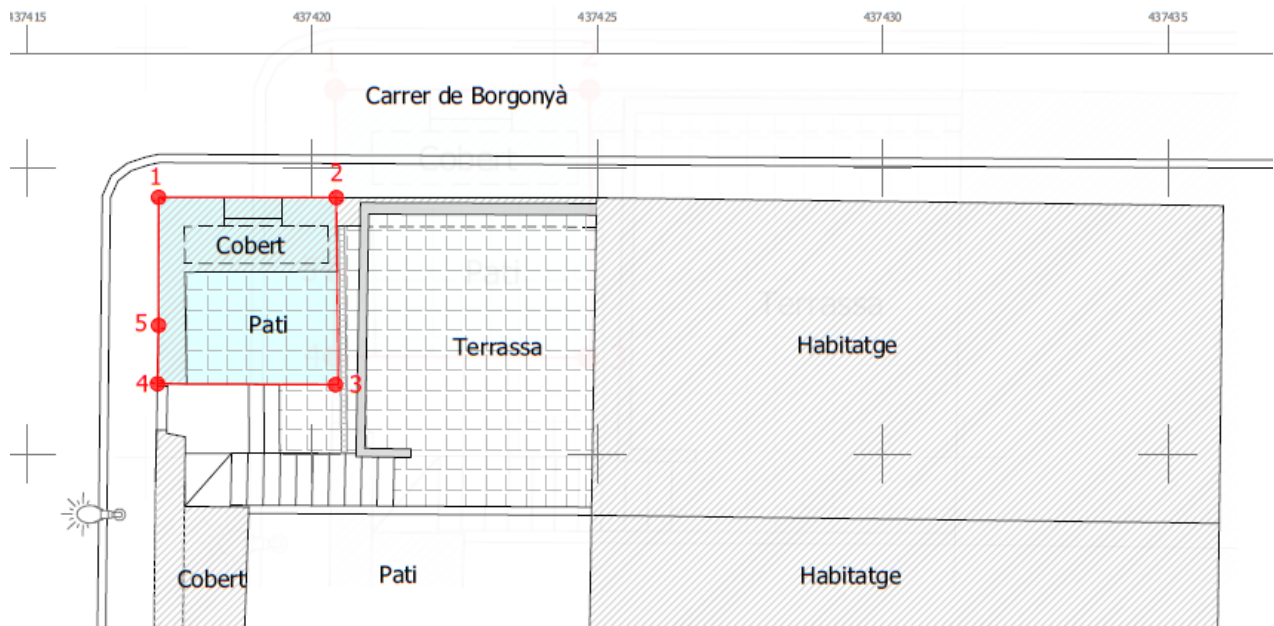 437415 437420 437425 437430 437435
Carrer de Borgonyà
1 2
Cobert
5 Pati
Terrassa
Habitatge
4 3
Cobert
Pati
Habitatge